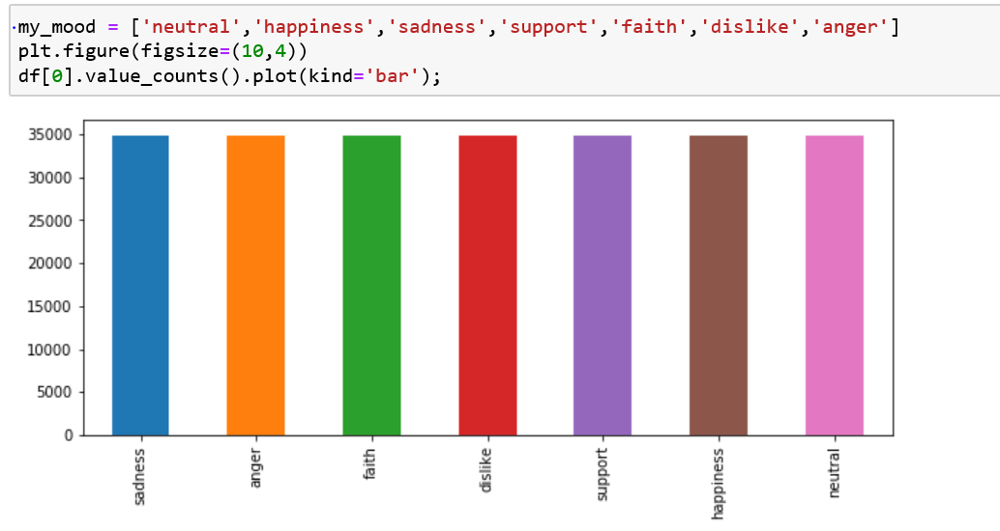 my_mood = ['neutral','happiness','sadness','support','faith','dislike','anger']
plt.figure(figsize=(10,4))
df[0].value_counts().plot(kind='bar');
35000
30000
25000
20000
15000
10000
5000
0
sadness
anger
faith
dislike
support
happiness
neutral